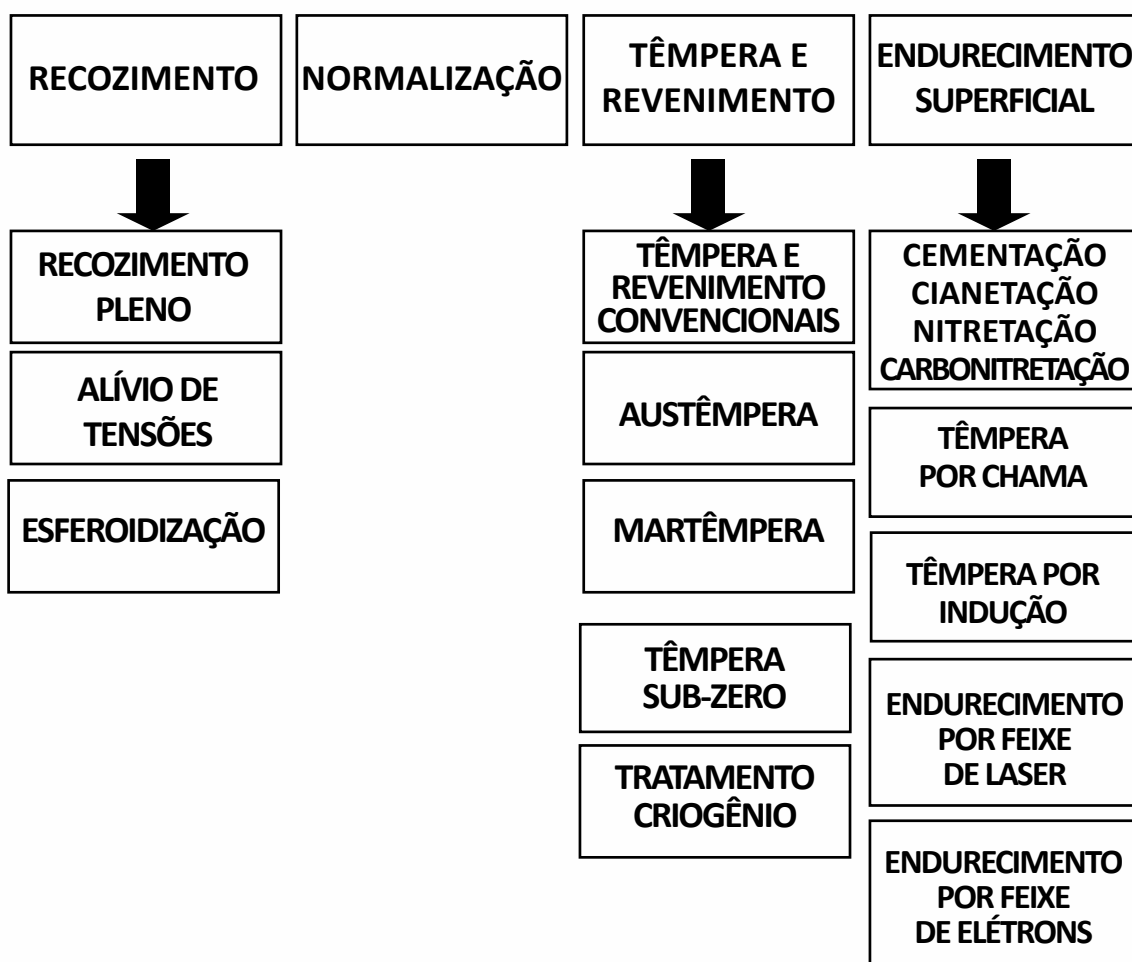 RECOZIMENTO
NORMALIZAÇÃO
TÊMPERA E
REVENIMENTO
ENDURECIMENTO
SUPERFICIAL
RECOZIMENTO
PLENO
ALÍVIO DE
TENSÕES
ESFEROIDIZAÇÃO
TÊMPERA E
REVENIMENTO
CONVENCIONAIS
AUSTÊMPERA
MARTÊMPERA
TÊMPERA
SUB-ZERO
TRATAMENTO
CRIOGÊNIO
CEMENTAÇÃO
CIANETAÇÃO
NITRETAÇÃO
CARBONITRETAÇÃO
TÊMPERA
POR CHAMA
TÊMPERA POR
INDUÇÃO
ENDURECIMENTO
POR FEIXE
DE LASER
ENDURECIMENTO
POR FEIXE
DE ELÉTRONS